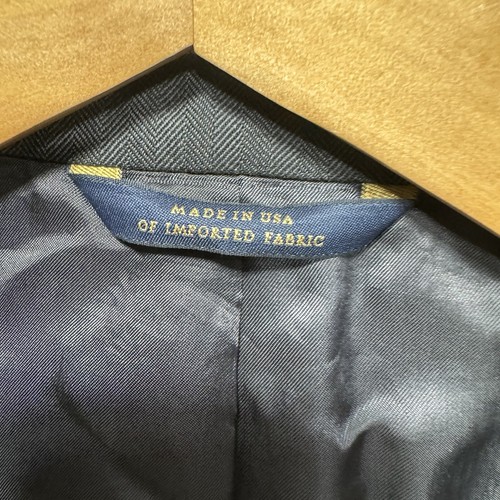 MADE IN USA
OF IMPORTED FABRIC